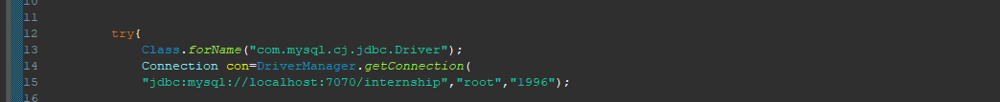 10
11
12 try{
13 Class.forName("com.mysql.cj.jdbc.Driver");
14 Connection con=DriverManager.getConnection(
15 "jdbc:mysql://localhost:7070/internship","root","1996");
16